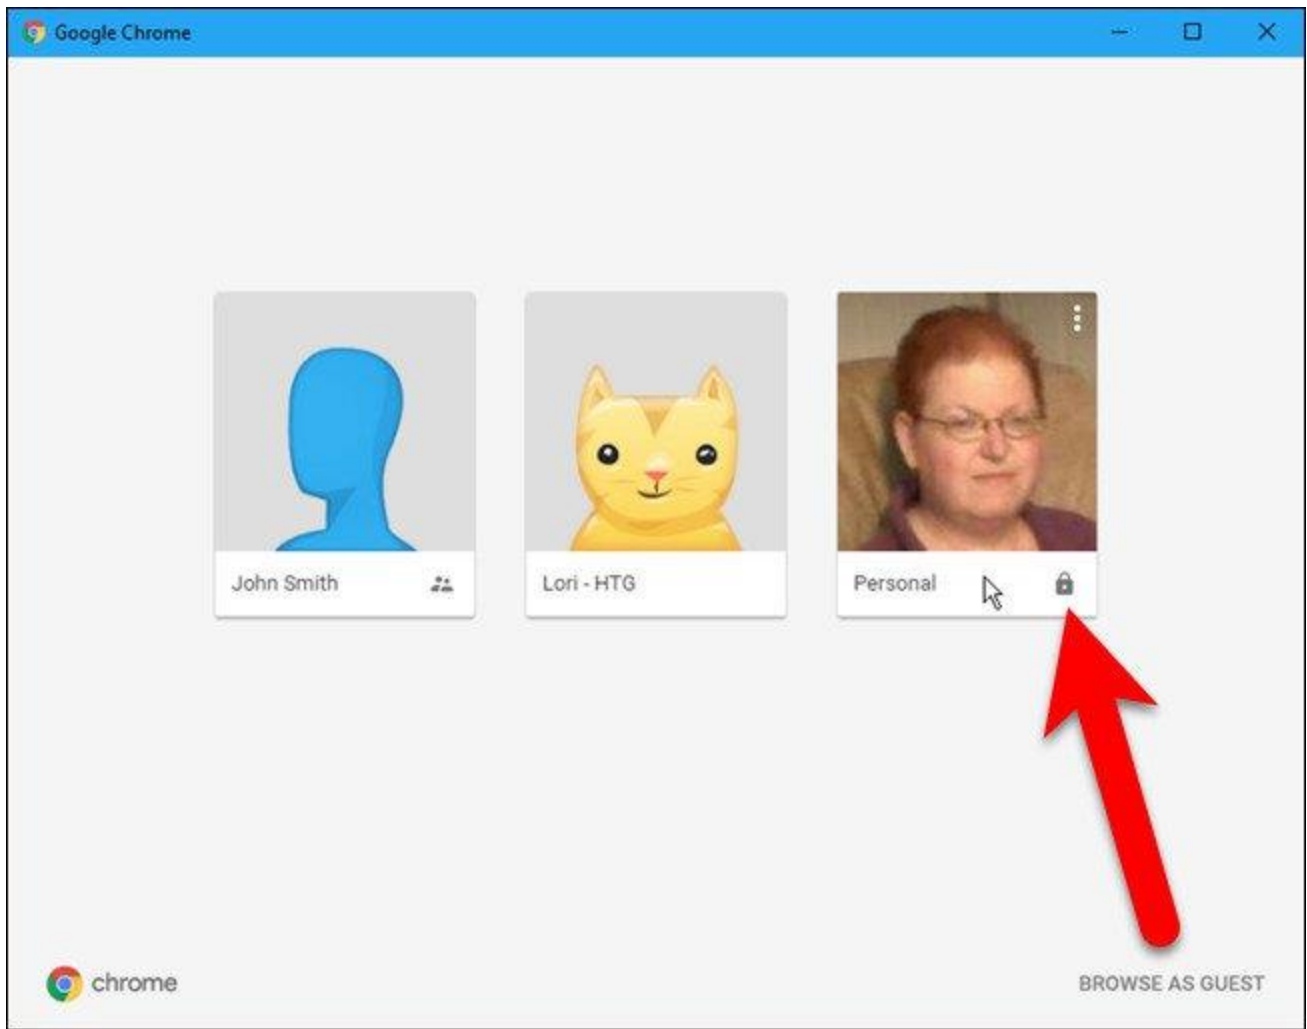 Google Chrome
John Smith
Lori - HTG
Personal
chrome
BROWSE AS GUEST